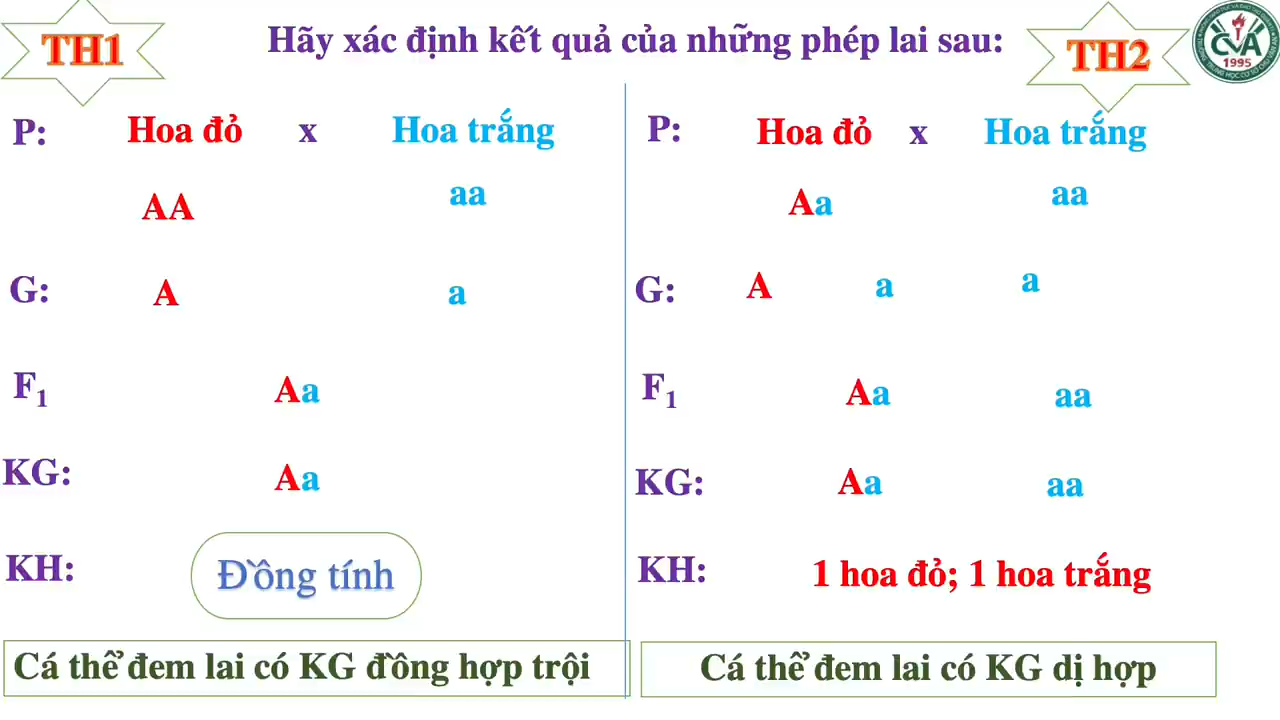 TH1
Hãy xác định kết quả của những phép lai sau:
TH2
CVA
1995
P: Hoa đỏ x Hoa trắng
AA aa
G: A a
F1 Aa
KG: Aa
KH: Đồng tính
Cá thể đem lai có KG đồng hợp trội
P: Hoa đỏ x Hoa trắng
Aa aa
G: A a a
F1 Aa aa
KG: Aa aa
KH: 1 hoa đỏ; 1 hoa trắng
Cá thể đem lai có KG dị hợp